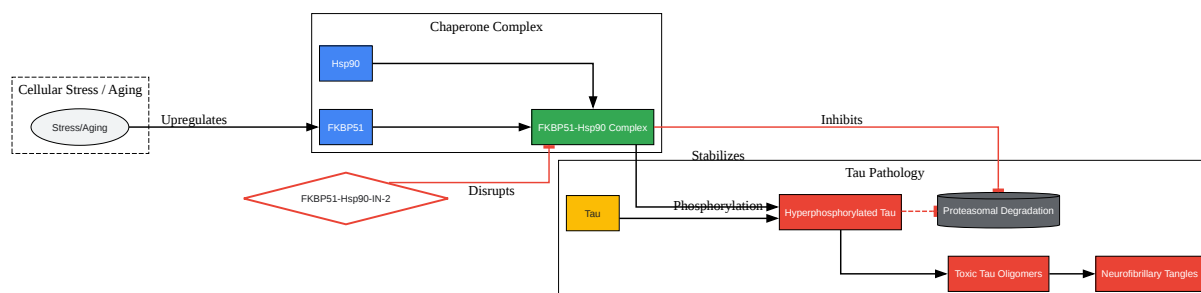 Chaperone Complex
Hsp90
Cellular Stress / Aging
Stress/Aging
Upregulates
FKBP51
FKBP51-Hsp90 Complex
Inhibits
Stabilizes
Disrupts
FKBP51-Hsp90-IN-2
Tau Pathology
Tau
Phosphorylation
Hyperphosphorylated Tau
Proteasomal Degradation
Toxic Tau Oligomers
Neurofibrillary Tangles